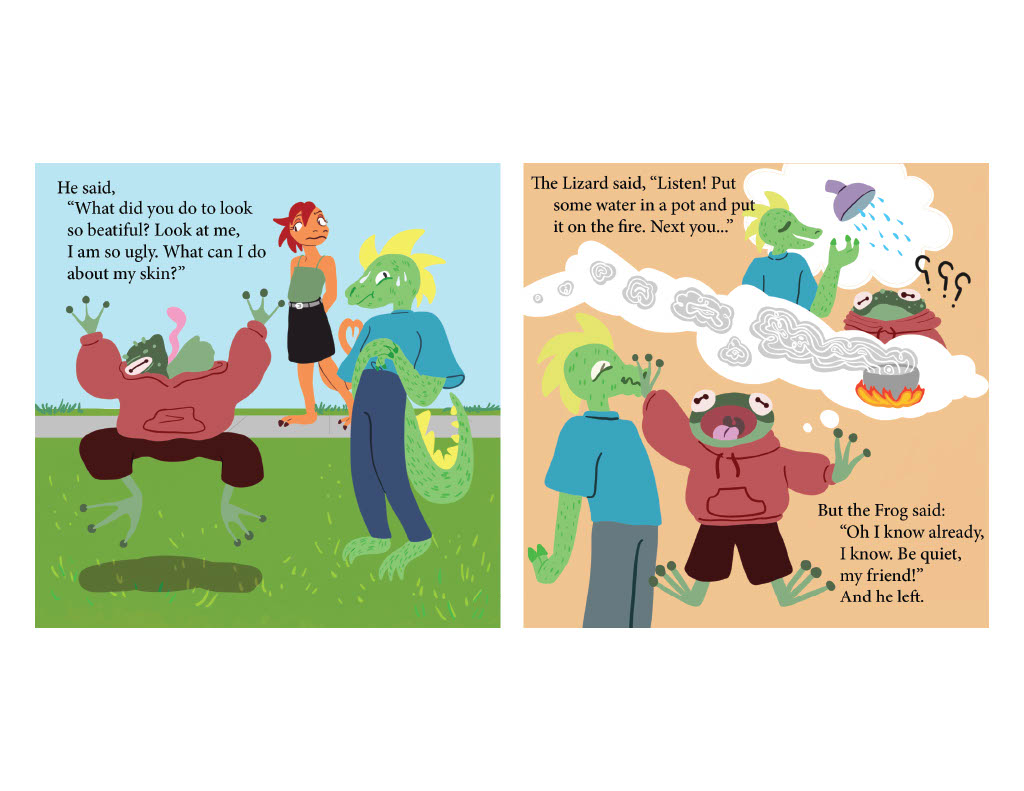 He said,
“What did you do to look
so beatiful? Look at me,
I am so ugly. What can I do
about my skin?”
The Lizard said, “Listen! Put
some water in a pot and put
it on the fire. Next you...”
???
But the Frog said:
“Oh I know already,
I know. Be quiet,
my friend!”
And he left.